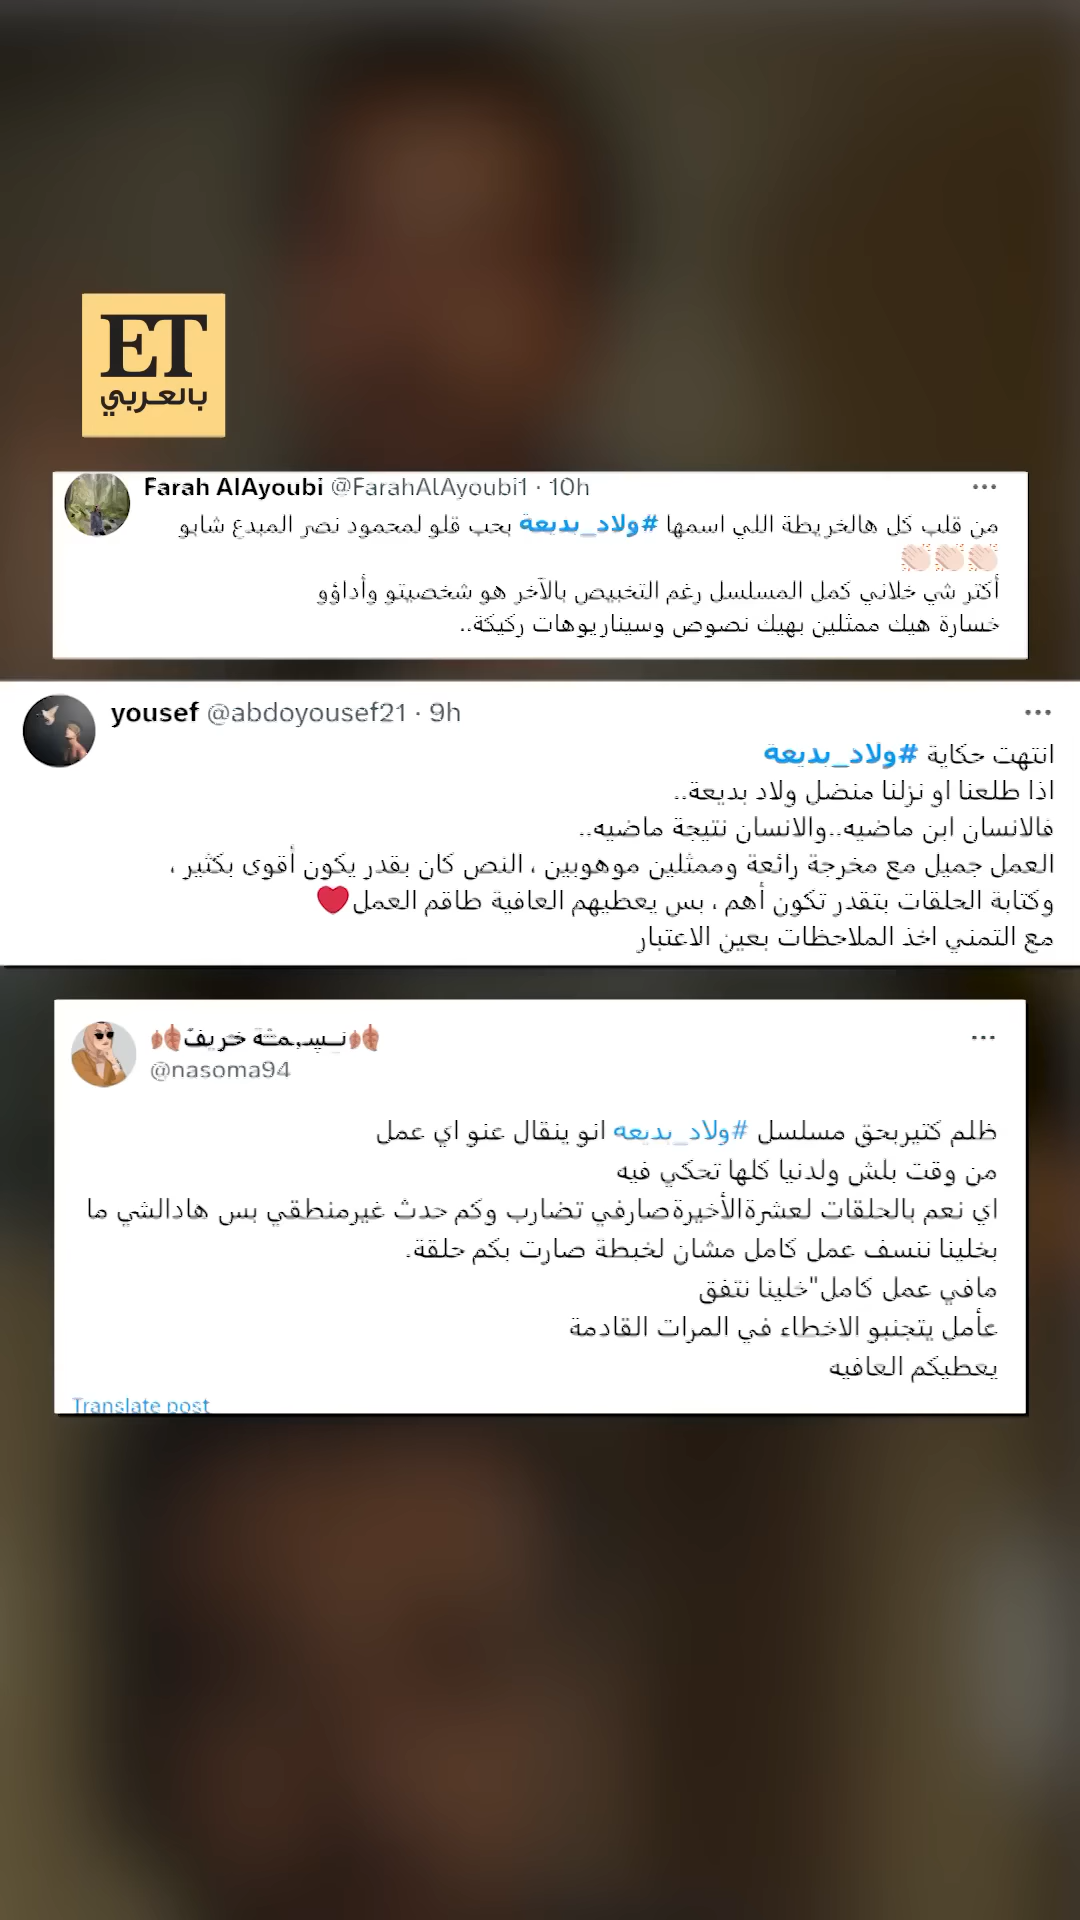 ET
بالعربي
Farah AlAyoubi @FarahAlAyoubi1 · 10h
من قلب كل هالخريطة اللي اسمها #ولاد_بديعة بحب قلو لمحمود نصر المبدع شابو
👏🏻👏🏻👏🏻
أكتر شي خلاني كمل المسلسل رغم التخبيص بالآخر هو شخصيتو وأداؤو
خسارة هيك ممثلين بهيك نصوص وسيناريوهات ركيكة..
yousef @abdoyousef21 · 9h
انتهت حكاية #ولاد_بديعة
اذا طلعنا او نزلنا منضل ولاد بديعة..
فالانسان ابن ماضيه..والانسان نتيجة ماضيه..
العمل جميل مع مخرجة رائعة وممثلين موهوبين ، النص كان بقدر يكون أقوى بكثير ،
وكتابة الحلقات بتقدر تكون أهم ، بس يعطيهم العافية طاقم العمل❤️
مع التمني اخذ الملاحظات بعين الاعتبار
🍂نـسـمـة خريف🍂
@nasoma94
ظلم كتيربحق مسلسل #ولاد_بديعه انو ينقال عنو اي عمل
من وقت بلش ولدنيا كلها تحكي فيه
اي نعم بالحلقات لعشرةالأخيرةصارفي تضارب وكم حدث غيرمنطقي بس هادالشي ما
بخلينا ننسف عمل كامل مشان لخبطة صارت بكم حلقة.
مافي عمل كامل"خلينا نتفق
عأمل يتجنبو الاخطاء في المرات القادمة
يعطيكم العافيه
Translate post